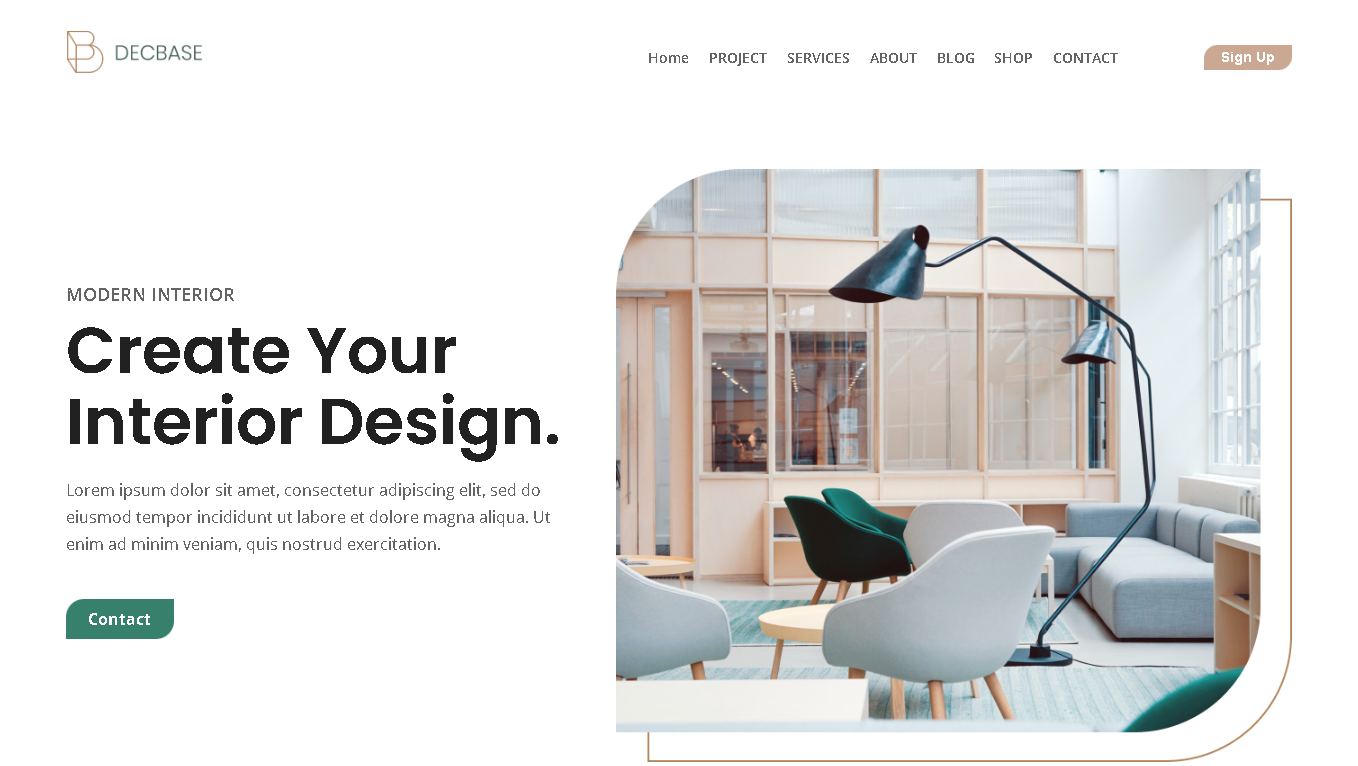 DECBASE
Home PROJECT SERVICES ABOUT BLOG SHOP CONTACT
Sign Up
MODERN INTERIOR
Create Your
Interior Design.
Lorem ipsum dolor sit amet, consectetur adipiscing elit, sed do
eiusmod tempor incididunt ut labore et dolore magna aliqua. Ut
enim ad minim veniam, quis nostrud exercitation.
Contact